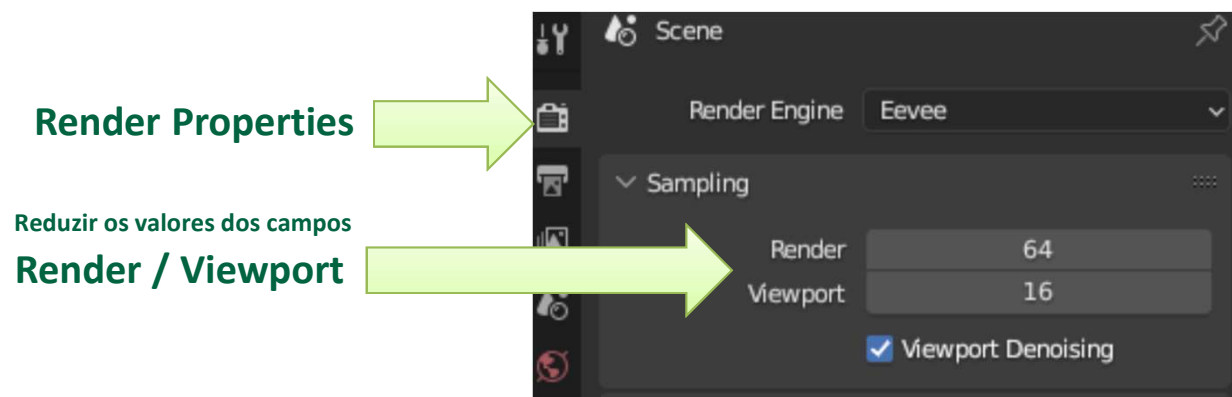 Scene
Render Properties
Render Engine Eevee
Sampling
Reduzir os valores dos campos
Render / Viewport
Render 64
Viewport 16
Viewport Denoising